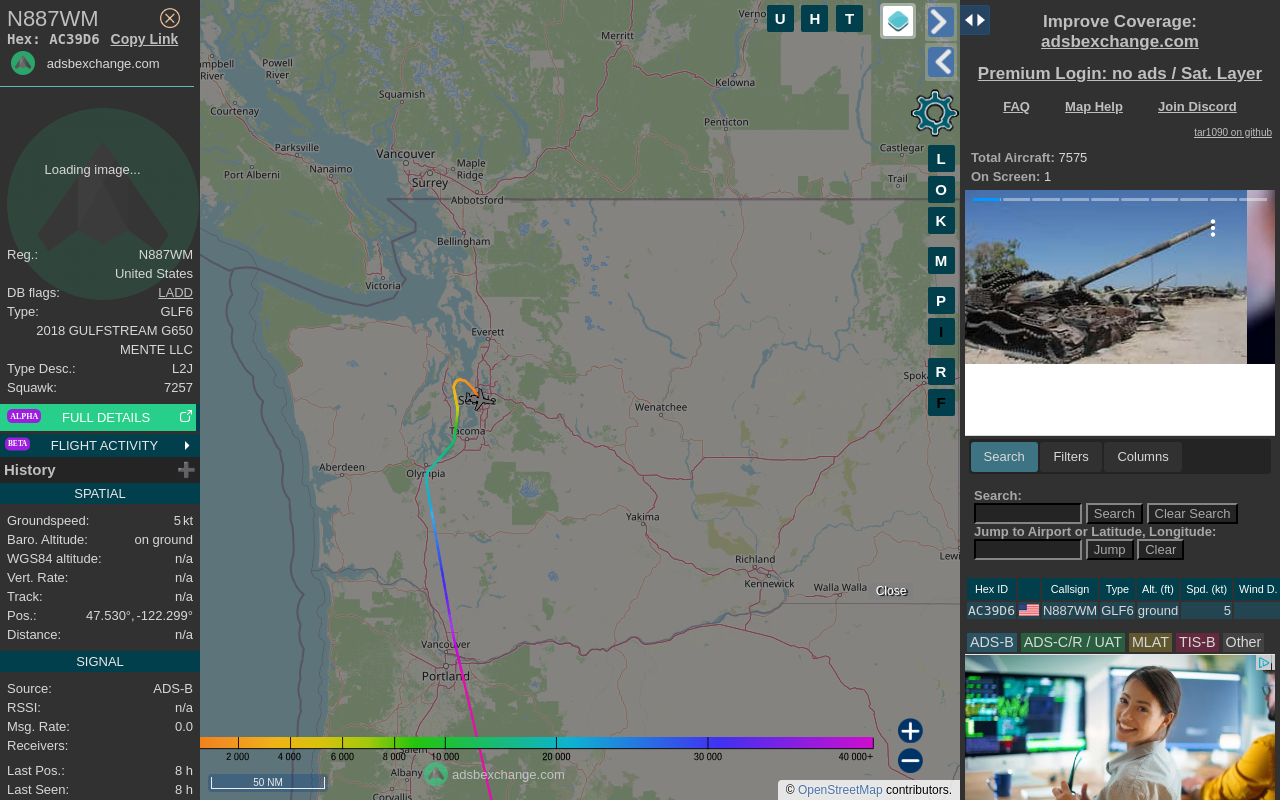 N887WM
Hex: AC39D6 Copy Link
adsbexchange.com
Loading image...
Reg.: N887WM
United States
DB flags: LADD
Type: GLF6
2018 GULFSTREAM G650
MENTE LLC
Type Desc.: L2J
Squawk: 7257
ALPHA FULL DETAILS
BETA FLIGHT ACTIVITY
History
SPATIAL
Groundspeed: 5 kt
Baro. Altitude: on ground
WGS84 altitude: n/a
Vert. Rate: n/a
Track: n/a
Pos.: 47.530°, -122.299°
Distance: n/a
SIGNAL
Source: ADS-B
RSSI: n/a
Msg. Rate: 0.0
Receivers:
Last Pos.: 8 h
Last Seen: 8 h
U H T
L
O
K
M
P
I
R
F
Merritt
Campbell
River
Powell
River
Squamish
Kelowna
Courtenay
Penticton
Parksville
Vancouver
Castlegar
Nanaimo
Maple
Ridge
Port Alberni
Surrey
Trail
Abbotsford
Bellingham
Victoria
Everett
Wenatchee
Tacoma
Aberdeen
Olympia
Yakima
Richland
Kennewick
Walla Walla
Close
Vancouver
Portland
Salem
Albany
Corvallis
2 000 4 000 6 000 8 000 10 000 20 000 30 000 40 000+
50 NM
adsbexchange.com
© OpenStreetMap contributors.
Improve Coverage:
adsbexchange.com
Premium Login: no ads / Sat. Layer
FAQ Map Help Join Discord
tar1090 on github
Total Aircraft: 7575
On Screen: 1
Search Filters Columns
Search:
Search Clear Search
Jump to Airport or Latitude, Longitude:
Jump Clear
Hex ID Callsign Type Alt. (ft) Spd. (kt) Wind D.
AC39D6 N887WM GLF6 ground 5
ADS-B ADS-C/R / UAT MLAT TIS-B Other